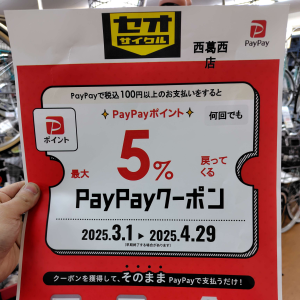 セオ
サイクル
西葛西
店
PayPay
PayPayで税込100円以上のお支払いをすると
PayPayポイント
何回でも
ポイント
最大
5%
戻って
くる
PayPayクーポン
2025.3.1 ▶ 2025.4.29
クーポンを獲得して、そのままPayPayで支払うだけ!